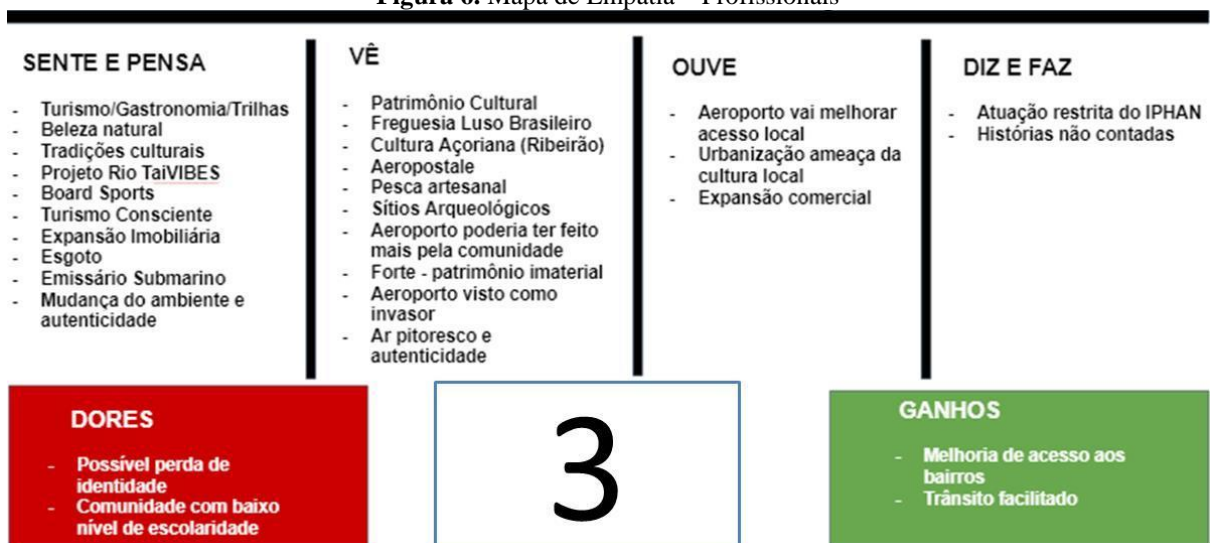 Figura 6. Mapa de Empatia – Profissionais
SENTE E PENSA
- Turismo/Gastronomia/Trilhas
- Beleza natural
- Tradições culturais
- Projeto Rio TaiVIBES
- Board Sports
- Turismo Consciente
- Expansão Imobiliária
- Esgoto
- Emissário Submarino
- Mudança do ambiente e
autenticidade
VÊ
- Patrimônio Cultural
- Freguesia Luso Brasileiro
- Cultura Açoriana (Ribeirão)
- Aeropostale
- Pesca artesanal
- Sítios Arqueológicos
- Aeroporto poderia ter feito
mais pela comunidade
- Forte - patrimônio imaterial
- Aeroporto visto como
invasor
- Ar pitoresco e
autenticidade
OUVE
- Aeroporto vai melhorar
acesso local
- Urbanização ameaça da
cultura local
- Expansão comercial
DIZ E FAZ
- Atuação restrita do IPHAN
- Histórias não contadas
DORES
- Possível perda de
identidade
- Comunidade com baixo
nível de escolaridade
3
GANHOS
- Melhoria de acesso aos
bairros
- Trânsito facilitado